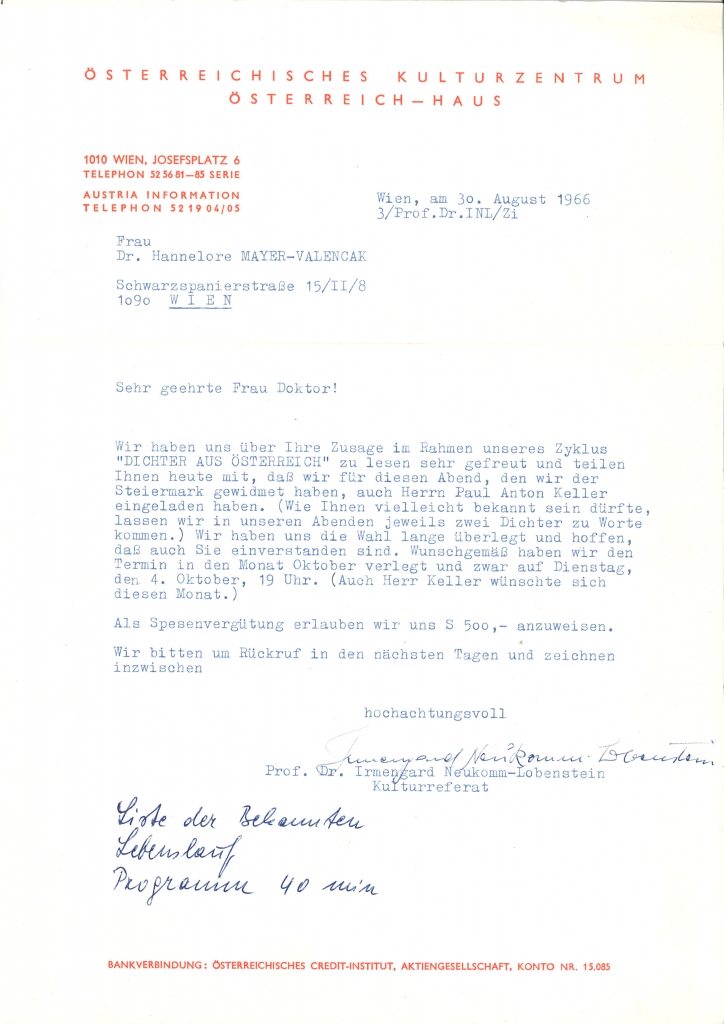 ÖSTERREICHISCHES KULTURZENTRUM
ÖSTERREICH—HAUS
1010 WIEN, JOSEFSPLATZ 6
TELEPHON 52 56 81—85 SERIE
AUSTRIA INFORMATION
TELEPHON 52 19 04/05
Wien, am 3o. August 1966
3/Prof.Dr.INL/Zi
Frau
Dr. Hannelore MAYER-VALENCAK
Schwarzspanierstraße 15/II/8
1o9o W I E N
Sehr geehrte Frau Doktor!
Wir haben uns über Ihre Zusage im Rahmen unseres Zyklus
"DICHTER AUS ÖSTERREICH" zu lesen sehr gefreut und teilen
Ihnen heute mit, daß wir für diesen Abend, den wir der
Steiermark gewidmet haben, auch Herrn Paul Anton Keller
eingeladen haben. (Wie Ihnen vielleicht bekannt sein dürfte,
lassen wir in unseren Abenden jeweils zwei Dichter zu Worte
kommen.) Wir haben uns die Wahl lange überlegt und hoffen,
daß auch Sie einverstanden sind. Wunschgemäß haben wir den
Termin in den Monat Oktober verlegt und zwar auf Dienstag,
den 4. Oktober, 19 Uhr. (Auch Herr Keller wünschte sich
diesen Monat.)
Als Spesenvergütung erlauben wir uns S 5oo,- anzuweisen.
Wir bitten um Rückruf in den nächsten Tagen und zeichnen
inzwischen
hochachtungsvoll
Irmengard Neukomm-Lobenstein
Prof. Dr. Irmengard Neukomm-Lobenstein
Kulturreferat
Liste der Bekannten
Lebenslauf
Programm 40 min
BANKVERBINDUNG: ÖSTERREICHISCHES CREDIT-INSTITUT, AKTIENGESELLSCHAFT, KONTO NR. 15.085